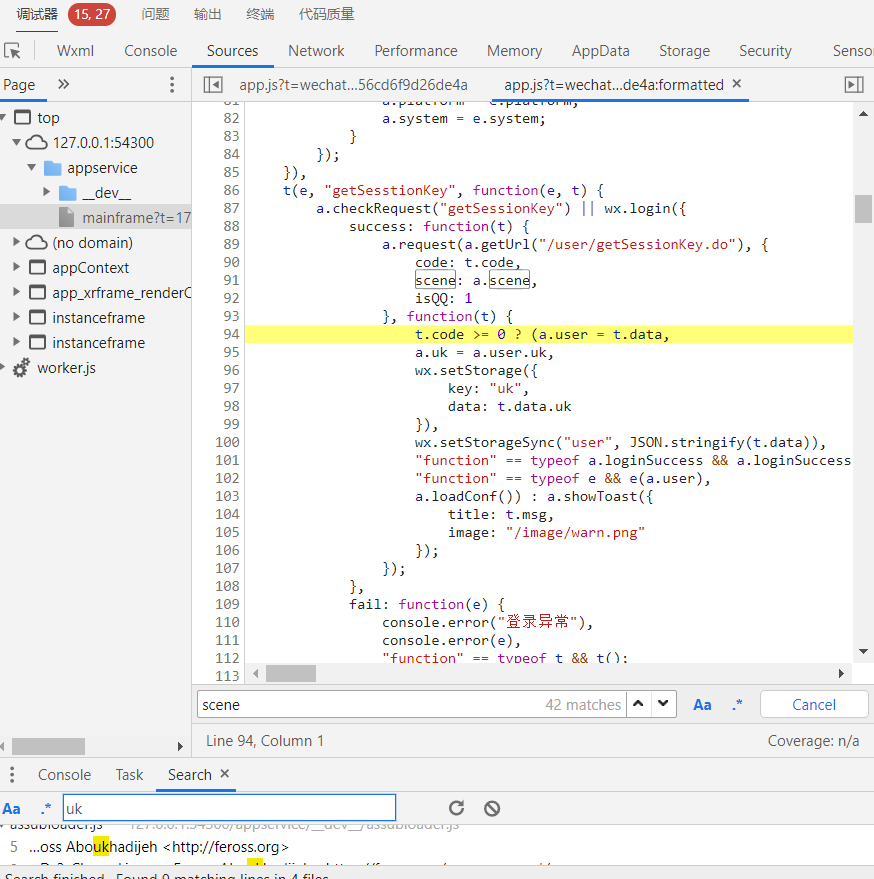 调试器 15, 27 问题 输出 终端 代码质量
Wxml Console Sources Network Performance Memory AppData Storage Security Senso
Page » app.js?t=wechat...56cd6f9d26de4a app.js?t=wechat...de4a:formatted ×
top
127.0.0.1:54300
appservice
__dev__
mainframe?t=17
(no domain)
appContext
app_xrframe_renderC
instanceframe
instanceframe
worker.js
81 a.platform = e.platform,
82 a.system = e.system;
83 }
84 });
85 }),
86 t(e, "getSesstionKey", function(e, t) {
87 a.checkRequest("getSessionKey") || wx.login({
88 success: function(t) {
89 a.request(a.getUrl("/user/getSessionKey.do"), {
90 code: t.code,
91 scene: a.scene,
92 isQQ: 1
93 }, function(t) {
94 t.code >= 0 ? (a.user = t.data,
95 a.uk = a.user.uk,
96 wx.setStorage({
97 key: "uk",
98 data: t.data.uk
99 }),
100 wx.setStorageSync("user", JSON.stringify(t.data)),
101 "function" == typeof a.loginSuccess && a.loginSuccess
102 "function" == typeof e && e(a.user),
103 a.loadConf()) : a.showToast({
104 title: t.msg,
105 image: "/image/warn.png"
106 });
107 });
108 },
109 fail: function(e) {
110 console.error("登录异常"),
111 console.error(e),
112 "function" == typeof t && t();
113
scene 42 matches Aa .* Cancel
Line 94, Column 1 Coverage: n/a
Console Task Search ×
Aa .* uk
assubloader.js 127.0.0.1:54300/appservice/__dev__/assubloader.js
5 ...oss Aboukhadijeh <http://feross.org>
Search finished. Found 9 matching lines in 4 files.